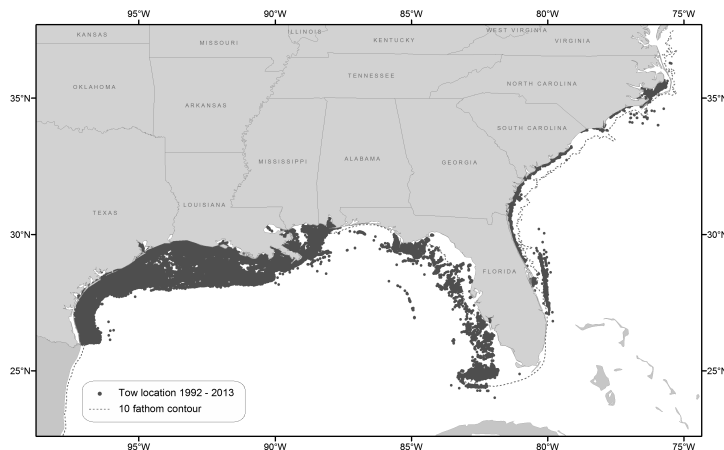 95°W 90°W 85°W 80°W 75°W
KANSAS MISSOURI ILLINOIS KENTUCKY WEST VIRGINIA VIRGINIA
OKLAHOMA ARKANSAS TENNESSEE NORTH CAROLINA
35°N 35°N
SOUTH CAROLINA
MISSISSIPPI ALABAMA GEORGIA
TEXAS LOUISIANA
30°N 30°N
FLORIDA
25°N 25°N
Tow location 1992 - 2013
10 fathom contour
95°W 90°W 85°W 80°W 75°W